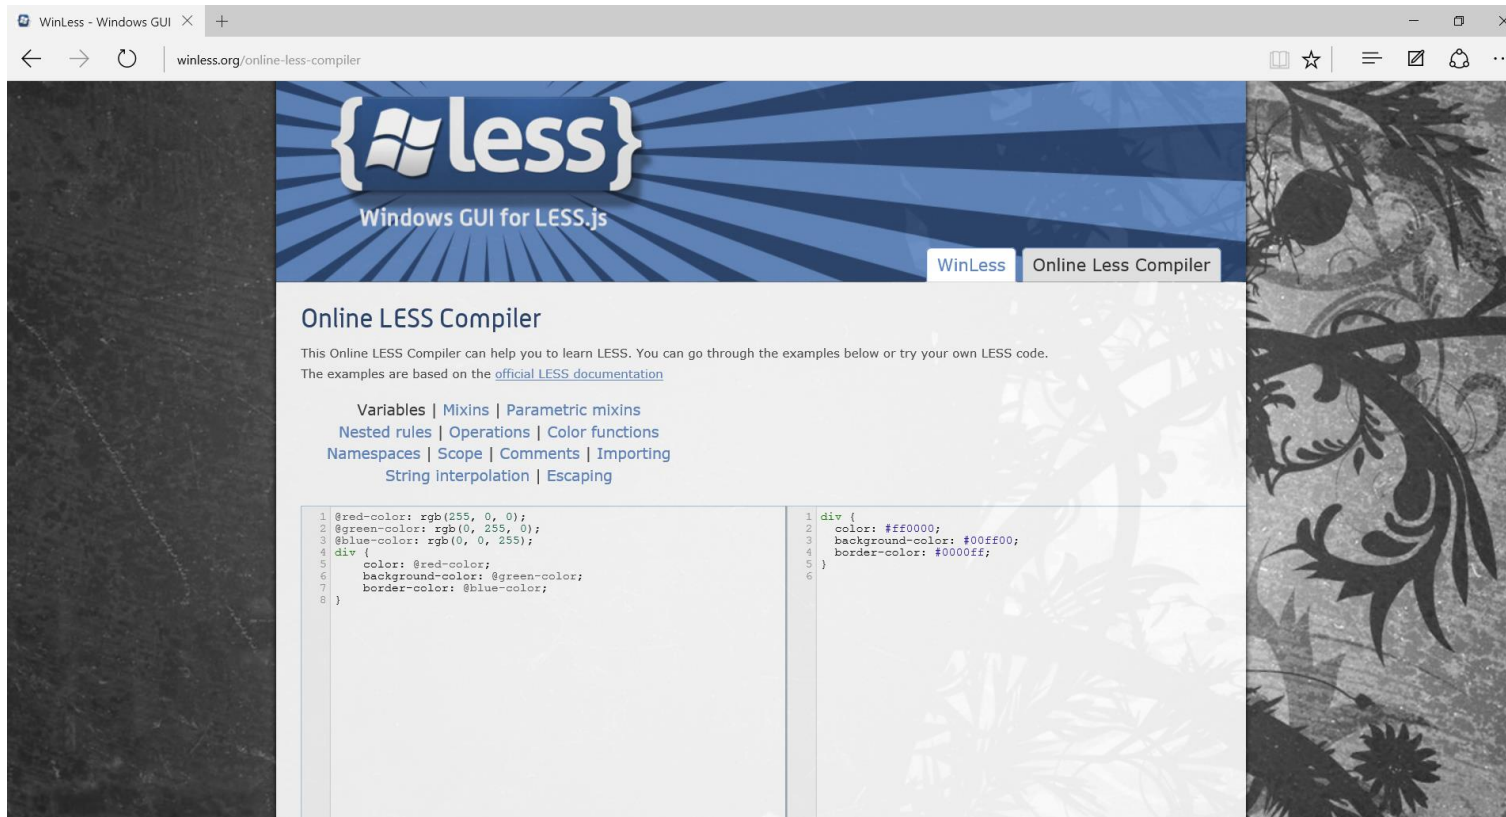 WinLess - Windows GUI
winless.org/online-less-compiler
{less}
Windows GUI for LESS.js
WinLess
Online Less Compiler
Online LESS Compiler
This Online LESS Compiler can help you to learn LESS. You can go through the examples below or try your own LESS code.
The examples are based on the official LESS documentation
Variables | Mixins | Parametric mixins
Nested rules | Operations | Color functions
Namespaces | Scope | Comments | Importing
String interpolation | Escaping
1 @red-color: rgb(255, 0, 0);
2 @green-color: rgb(0, 255, 0);
3 @blue-color: rgb(0, 0, 255);
4 div {
5 color: @red-color;
6 background-color: @green-color;
7 border-color: @blue-color;
8 }
1 div {
2 color: #ff0000;
3 background-color: #00ff00;
4 border-color: #0000ff;
5 }
6